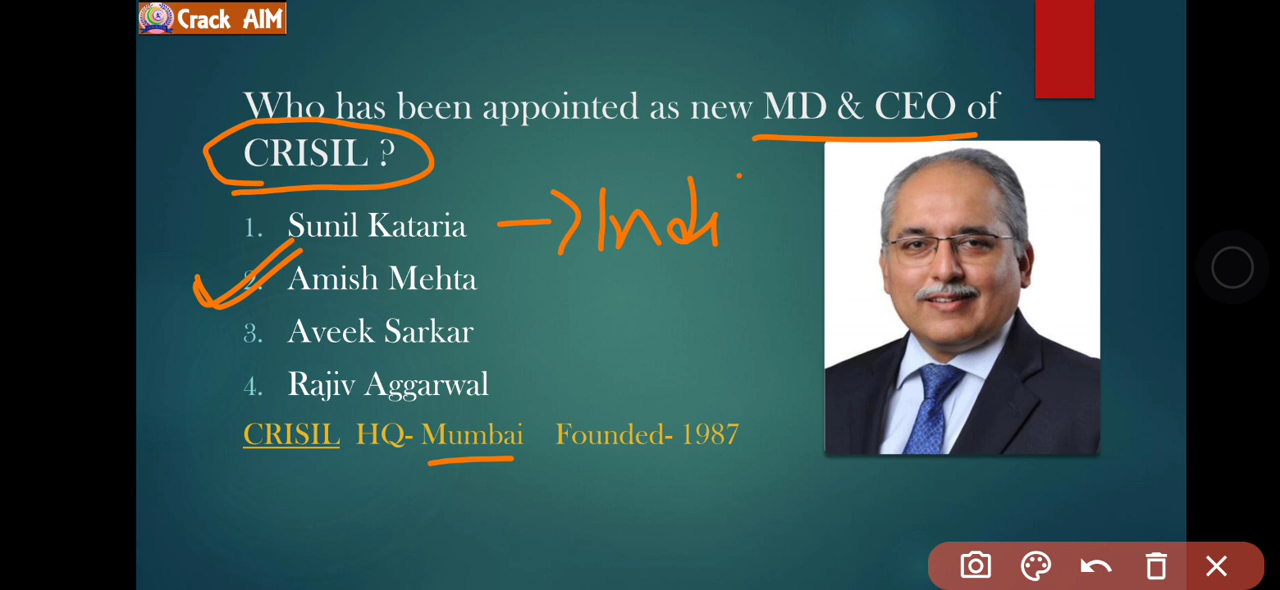 Crack AIM
Who has been appointed as new MD & CEO of
CRISIL ?
1. Sunil Kataria → Indi
2. Amish Mehta
3. Aveek Sarkar
4. Rajiv Aggarwal
CRISIL HQ- Mumbai Founded- 1987